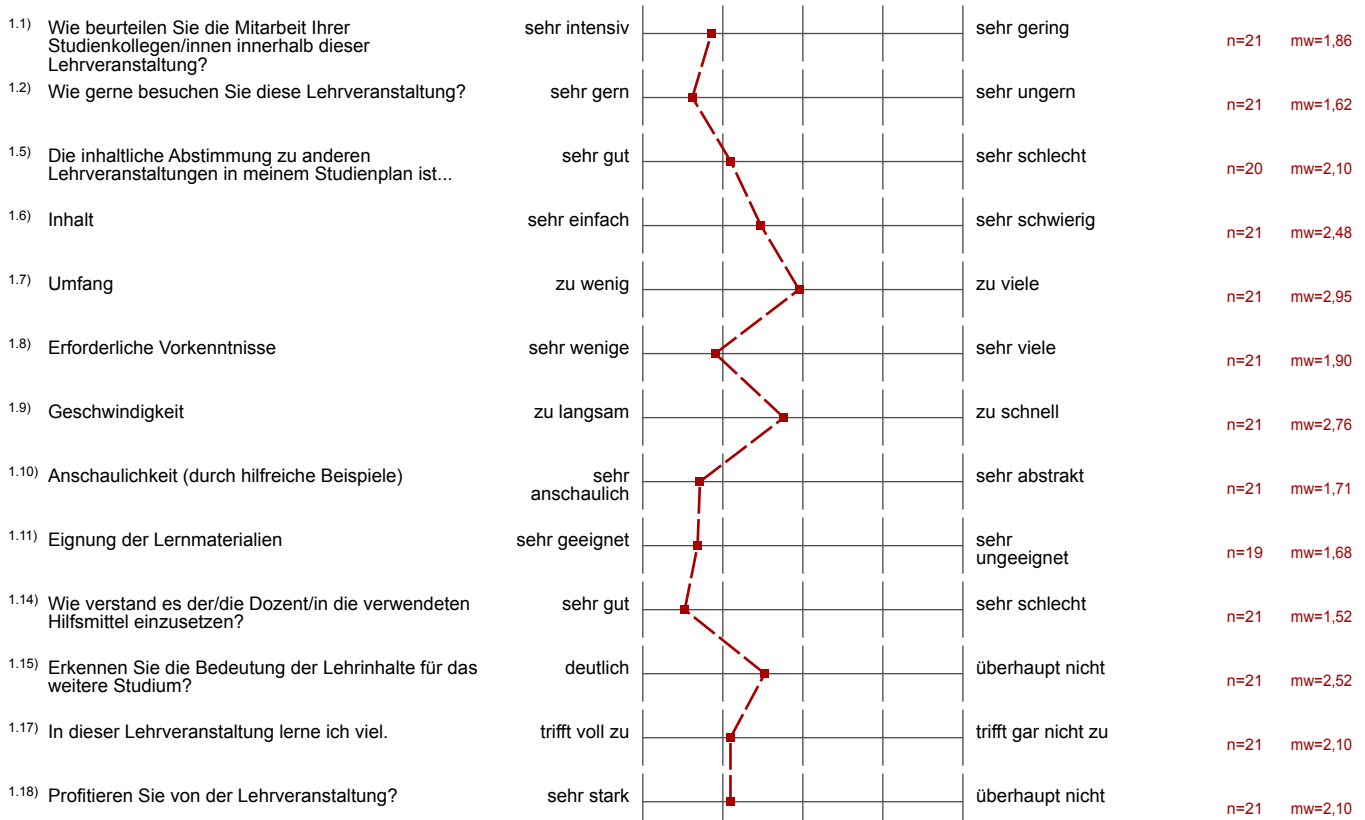 1.1) Wie beurteilen Sie die Mitarbeit Ihrer
Studienkollegen/innen innerhalb dieser
Lehrveranstaltung?
sehr intensiv
sehr gering
n=21 mw=1,86
1.2) Wie gerne besuchen Sie diese Lehrveranstaltung?
sehr gern
sehr ungern
n=21 mw=1,62
1.5) Die inhaltliche Abstimmung zu anderen
Lehrveranstaltungen in meinem Studienplan ist...
sehr gut
sehr schlecht
n=20 mw=2,10
1.6) Inhalt
sehr einfach
sehr schwierig
n=21 mw=2,48
1.7) Umfang
zu wenig
zu viele
n=21 mw=2,95
1.8) Erforderliche Vorkenntnisse
sehr wenige
sehr viele
n=21 mw=1,90
1.9) Geschwindigkeit
zu langsam
zu schnell
n=21 mw=2,76
1.10) Anschaulichkeit (durch hilfreiche Beispiele)
sehr
anschaulich
sehr abstrakt
n=21 mw=1,71
1.11) Eignung der Lernmaterialien
sehr geeignet
sehr
ungeeignet
n=19 mw=1,68
1.14) Wie verstand es der/die Dozent/in die verwendeten
Hilfsmittel einzusetzen?
sehr gut
sehr schlecht
n=21 mw=1,52
1.15) Erkennen Sie die Bedeutung der Lehrinhalte für das
weitere Studium?
deutlich
überhaupt nicht
n=21 mw=2,52
1.17) In dieser Lehrveranstaltung lerne ich viel.
trifft voll zu
trifft gar nicht zu
n=21 mw=2,10
1.18) Profitieren Sie von der Lehrveranstaltung?
sehr stark
überhaupt nicht
n=21 mw=2,10